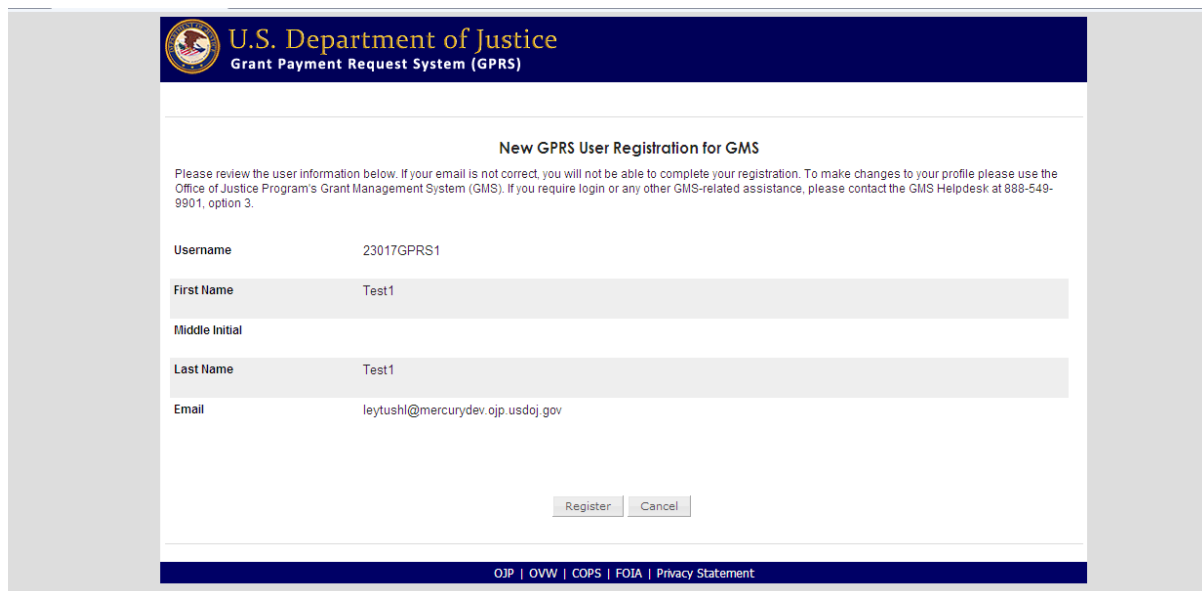 U.S. Department of Justice
Grant Payment Request System (GPRS)
New GPRS User Registration for GMS
Please review the user information below. If your email is not correct, you will not be able to complete your registration. To make changes to your profile please use the
Office of Justice Program's Grant Management System (GMS). If you require login or any other GMS-related assistance, please contact the GMS Helpdesk at 888-549-
9901, option 3.
Username 23017GPRS1
First Name Test1
Middle Initial
Last Name Test1
Email leytushl@mercurydev.ojp.usdoj.gov
Register Cancel
OJP | OVW | COPS | FOIA | Privacy Statement